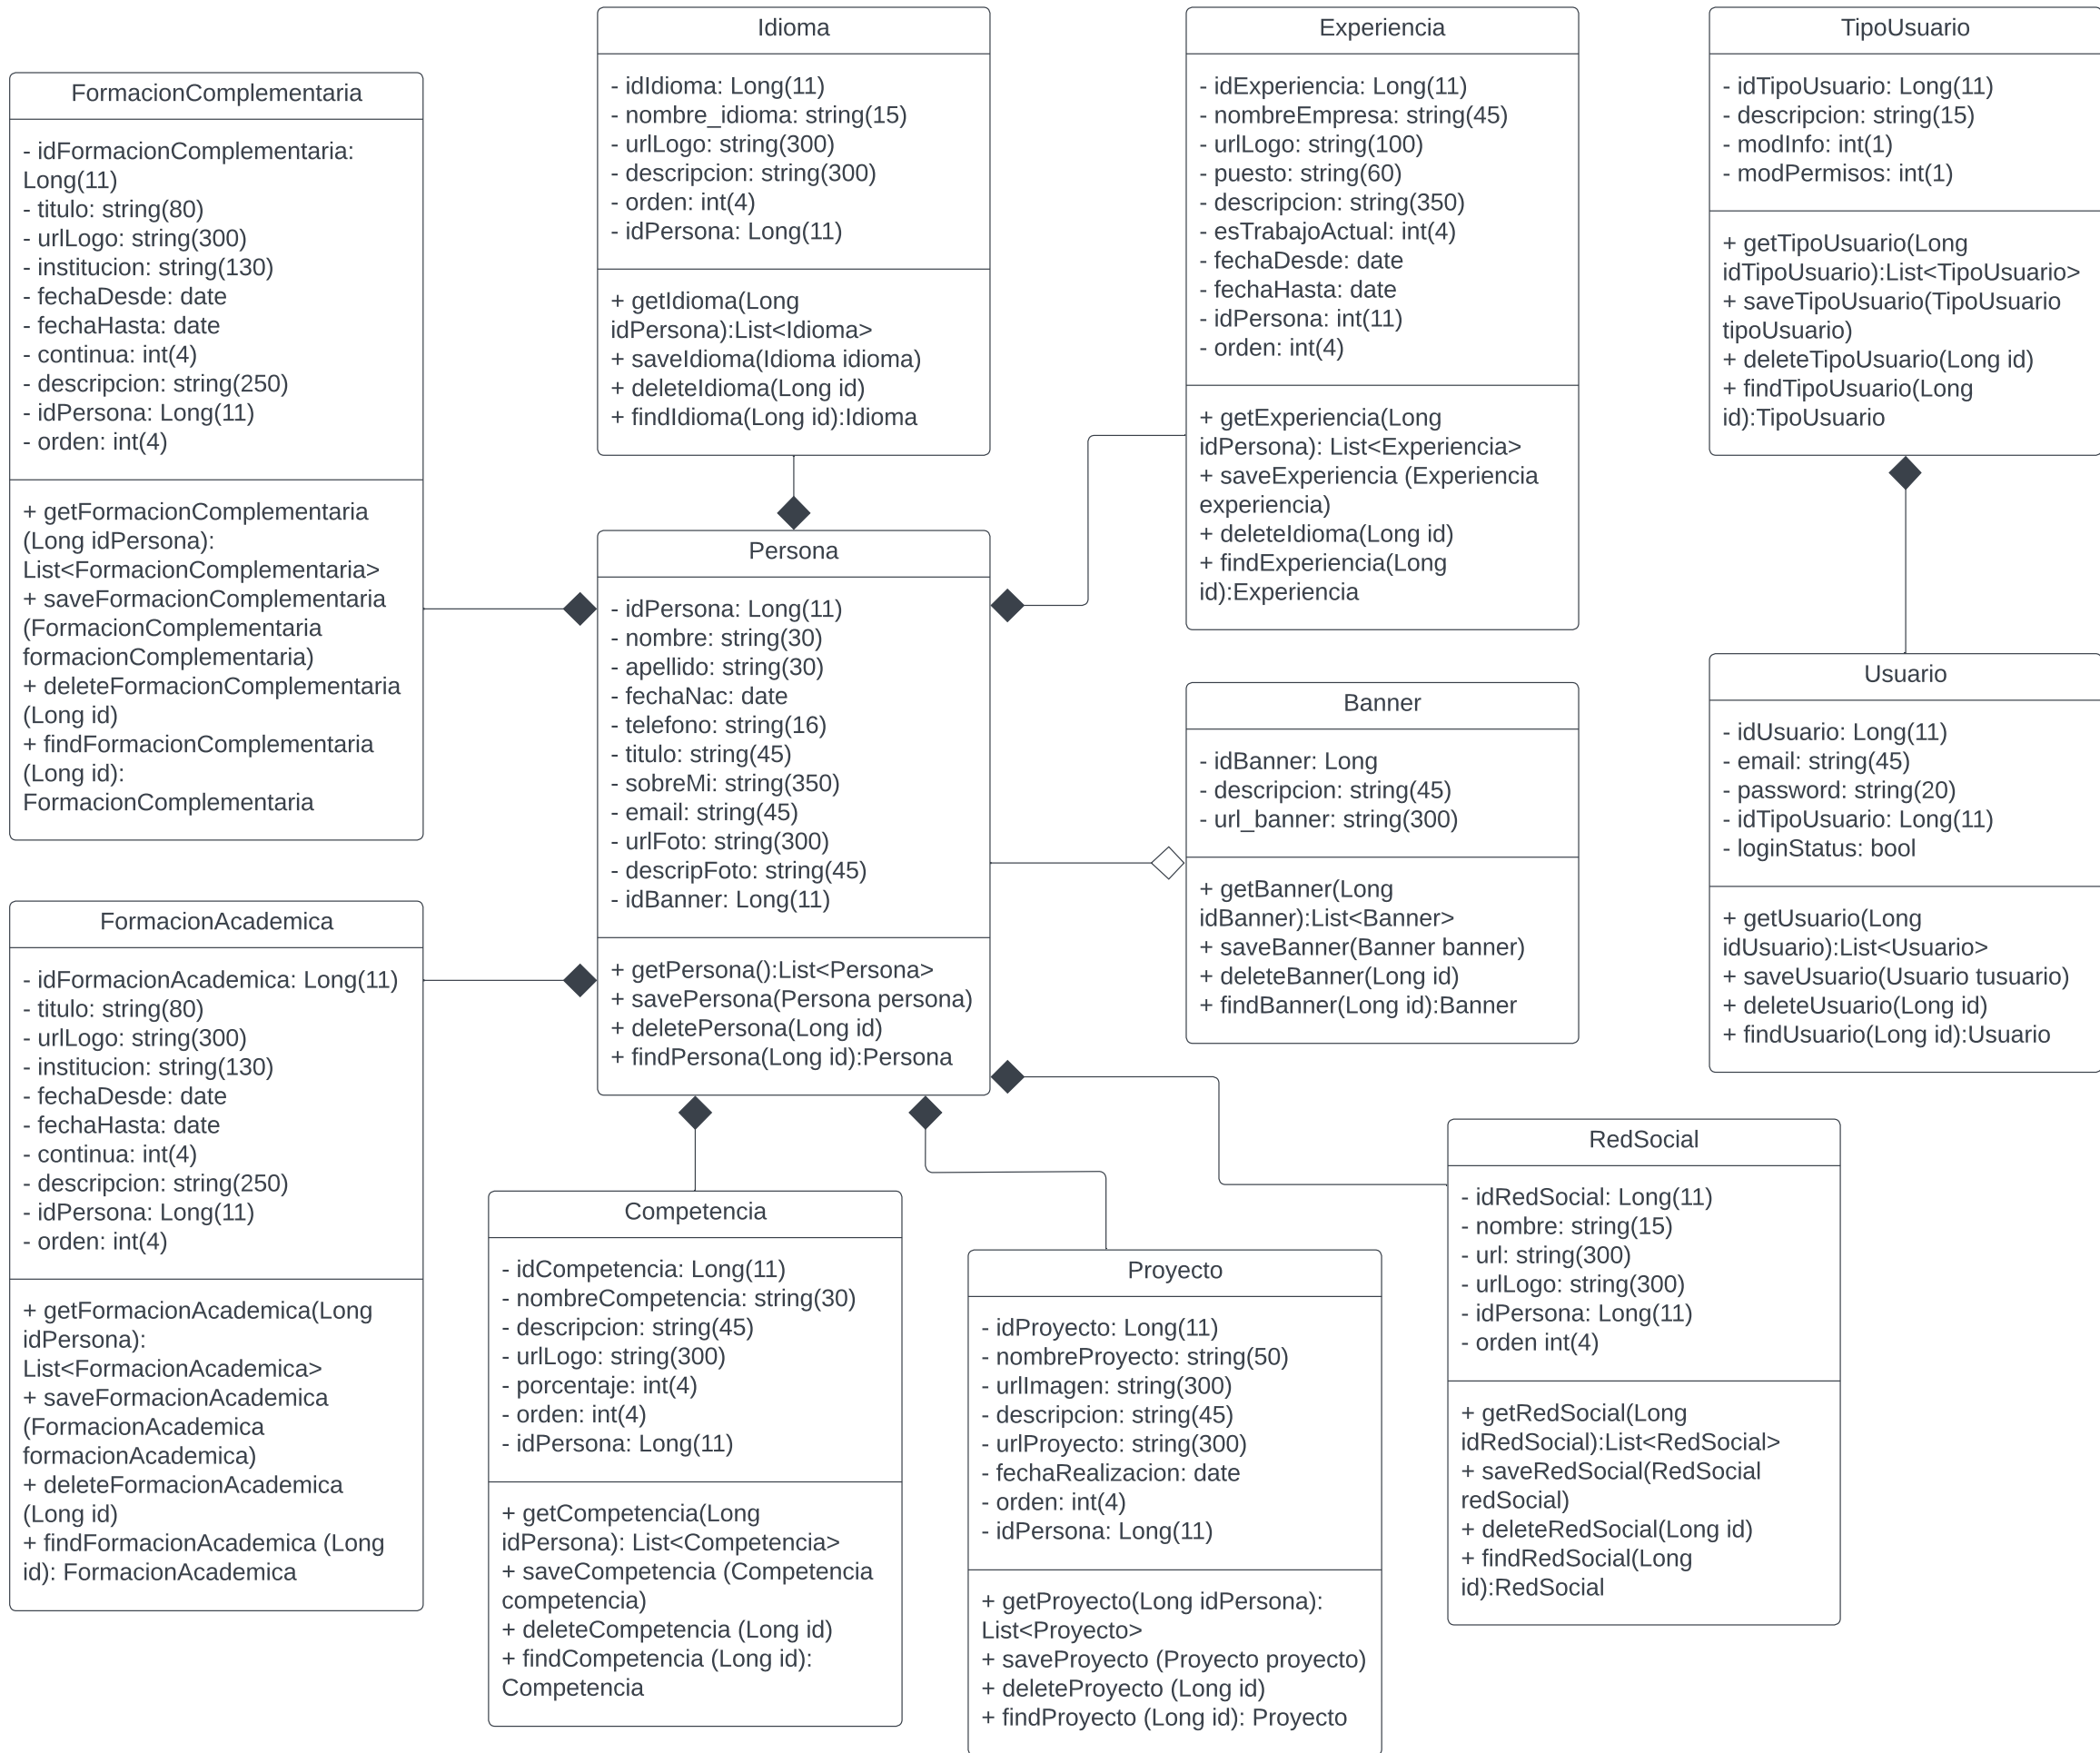 FormacionComplementaria
- idFormacionComplementaria:
Long(11)
- titulo: string(80)
- urlLogo: string(300)
- institucion: string(130)
- fechaDesde: date
- fechaHasta: date
- continua: int(4)
- descripcion: string(250)
- idPersona: Long(11)
- orden: int(4)
+ getFormacionComplementaria
(Long idPersona):
List<FormacionComplementaria>
+ saveFormacionComplementaria
(FormacionComplementaria
formacionComplementaria)
+ deleteFormacionComplementaria
(Long id)
+ findFormacionComplementaria
(Long id):
FormacionComplementaria
Idioma
- idIdioma: Long(11)
- nombre_idioma: string(15)
- urlLogo: string(300)
- descripcion: string(300)
- orden: int(4)
- idPersona: Long(11)
+ getIdioma(Long
idPersona):List<Idioma>
+ saveIdioma(Idioma idioma)
+ deleteIdioma(Long id)
+ findIdioma(Long id):Idioma
Experiencia
- idExperiencia: Long(11)
- nombreEmpresa: string(45)
- urlLogo: string(100)
- puesto: string(60)
- descripcion: string(350)
- esTrabajoActual: int(4)
- fechaDesde: date
- fechaHasta: date
- idPersona: int(11)
- orden: int(4)
+ getExperiencia(Long
idPersona): List<Experiencia>
+ saveExperiencia (Experiencia
experiencia)
+ deleteIdioma(Long id)
+ findExperiencia(Long
id):Experiencia
TipoUsuario
- idTipoUsuario: Long(11)
- descripcion: string(15)
- modInfo: int(1)
- modPermisos: int(1)
+ getTipoUsuario(Long
idTipoUsuario):List<TipoUsuario>
+ saveTipoUsuario(TipoUsuario
tipoUsuario)
+ deleteTipoUsuario(Long id)
+ findTipoUsuario(Long
id):TipoUsuario
Persona
- idPersona: Long(11)
- nombre: string(30)
- apellido: string(30)
- fechaNac: date
- telefono: string(16)
- titulo: string(45)
- sobreMi: string(350)
- email: string(45)
- urlFoto: string(300)
- descripFoto: string(45)
- idBanner: Long(11)
+ getPersona():List<Persona>
+ savePersona(Persona persona)
+ deletePersona(Long id)
+ findPersona(Long id):Persona
Banner
- idBanner: Long
- descripcion: string(45)
- url_banner: string(300)
+ getBanner(Long
idBanner):List<Banner>
+ saveBanner(Banner banner)
+ deleteBanner(Long id)
+ findBanner(Long id):Banner
Usuario
- idUsuario: Long(11)
- email: string(45)
- password: string(20)
- idTipoUsuario: Long(11)
- loginStatus: bool
+ getUsuario(Long
idUsuario):List<Usuario>
+ saveUsuario(Usuario tusuario)
+ deleteUsuario(Long id)
+ findUsuario(Long id):Usuario
FormacionAcademica
- idFormacionAcademica: Long(11)
- titulo: string(80)
- urlLogo: string(300)
- institucion: string(130)
- fechaDesde: date
- fechaHasta: date
- continua: int(4)
- descripcion: string(250)
- idPersona: Long(11)
- orden: int(4)
+ getFormacionAcademica(Long
idPersona):
List<FormacionAcademica>
+ saveFormacionAcademica
(FormacionAcademica
formacionAcademica)
+ deleteFormacionAcademica
(Long id)
+ findFormacionAcademica (Long
id): FormacionAcademica
Competencia
- idCompetencia: Long(11)
- nombreCompetencia: string(30)
- descripcion: string(45)
- urlLogo: string(300)
- porcentaje: int(4)
- orden: int(4)
- idPersona: Long(11)
+ getCompetencia(Long
idPersona): List<Competencia>
+ saveCompetencia (Competencia
competencia)
+ deleteCompetencia (Long id)
+ findCompetencia (Long id):
Competencia
Proyecto
- idProyecto: Long(11)
- nombreProyecto: string(50)
- urlImagen: string(300)
- descripcion: string(45)
- urlProyecto: string(300)
- fechaRealizacion: date
- orden: int(4)
- idPersona: Long(11)
+ getProyecto(Long idPersona):
List<Proyecto>
+ saveProyecto (Proyecto proyecto)
+ deleteProyecto (Long id)
+ findProyecto (Long id): Proyecto
RedSocial
- idRedSocial: Long(11)
- nombre: string(15)
- url: string(300)
- urlLogo: string(300)
- idPersona: Long(11)
- orden int(4)
+ getRedSocial(Long
idRedSocial):List<RedSocial>
+ saveRedSocial(RedSocial
redSocial)
+ deleteRedSocial(Long id)
+ findRedSocial(Long
id):RedSocial